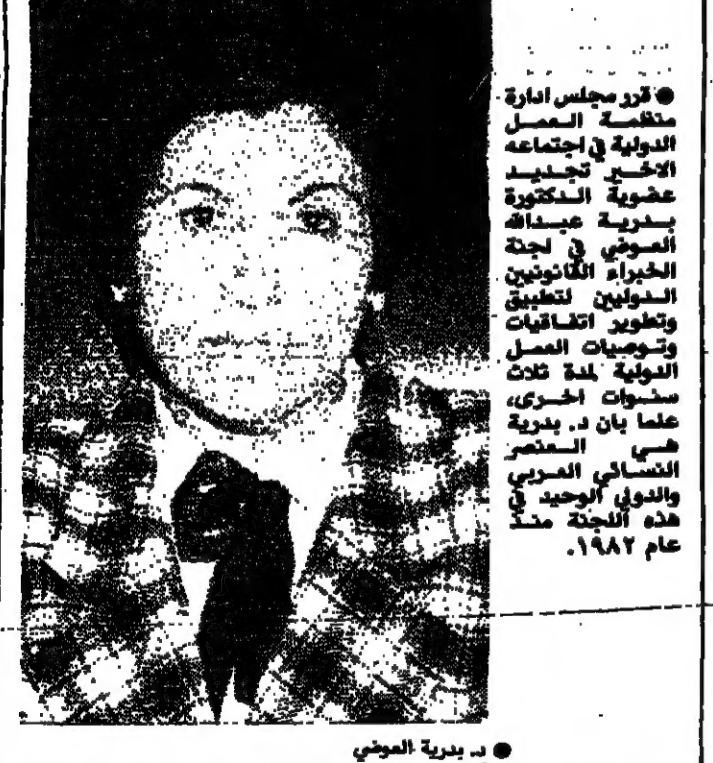 ● قرر مجلس ادارة
منظمة العمل
الدولية في اجتماعه
الاخير تجديد
عضوية الدكتورة
بدرية عبدالله
العوضي في لجنة
الخبراء القانونيين
الدوليين لتطبيق
وتطوير اتفاقيات
وتوصيات العمل
الدولية لمدة ثلاث
سنوات اخرى،
علما بان د. بدرية
هي العنصر
النسائي العربي
والدولي الوحيد في
هذه اللجنة منذ
عام ١٩٨٢.
● د. بدرية العوضي